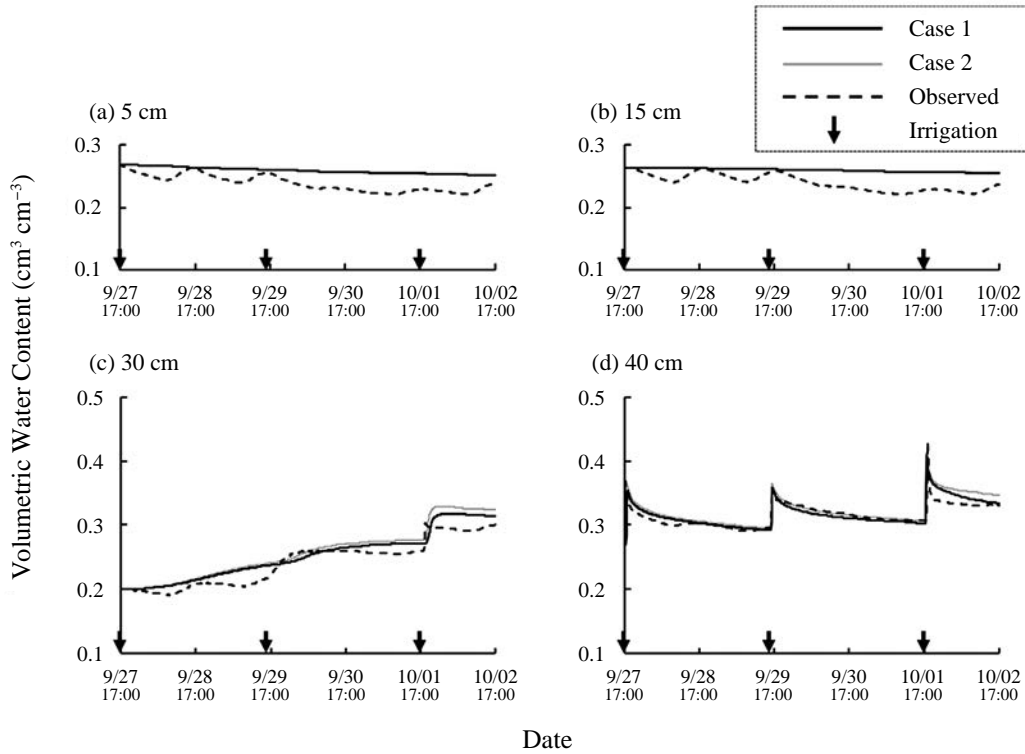 Case 1
Case 2
Observed
Irrigation
(a) 5 cm
(b) 15 cm
0.3
0.2
0.1
9/27 9/28 9/29 9/30 10/01 10/02
17:00 17:00 17:00 17:00 17:00 17:00
0.3
0.2
0.1
9/27 9/28 9/29 9/30 10/01 10/02
17:00 17:00 17:00 17:00 17:00 17:00
Volumetric Water Content (cm³ cm⁻³)
(c) 30 cm
(d) 40 cm
0.5
0.4
0.3
0.2
0.1
9/27 9/28 9/29 9/30 10/01 10/02
17:00 17:00 17:00 17:00 17:00 17:00
0.5
0.4
0.3
0.2
0.1
9/27 9/28 9/29 9/30 10/01 10/02
17:00 17:00 17:00 17:00 17:00 17:00
Date